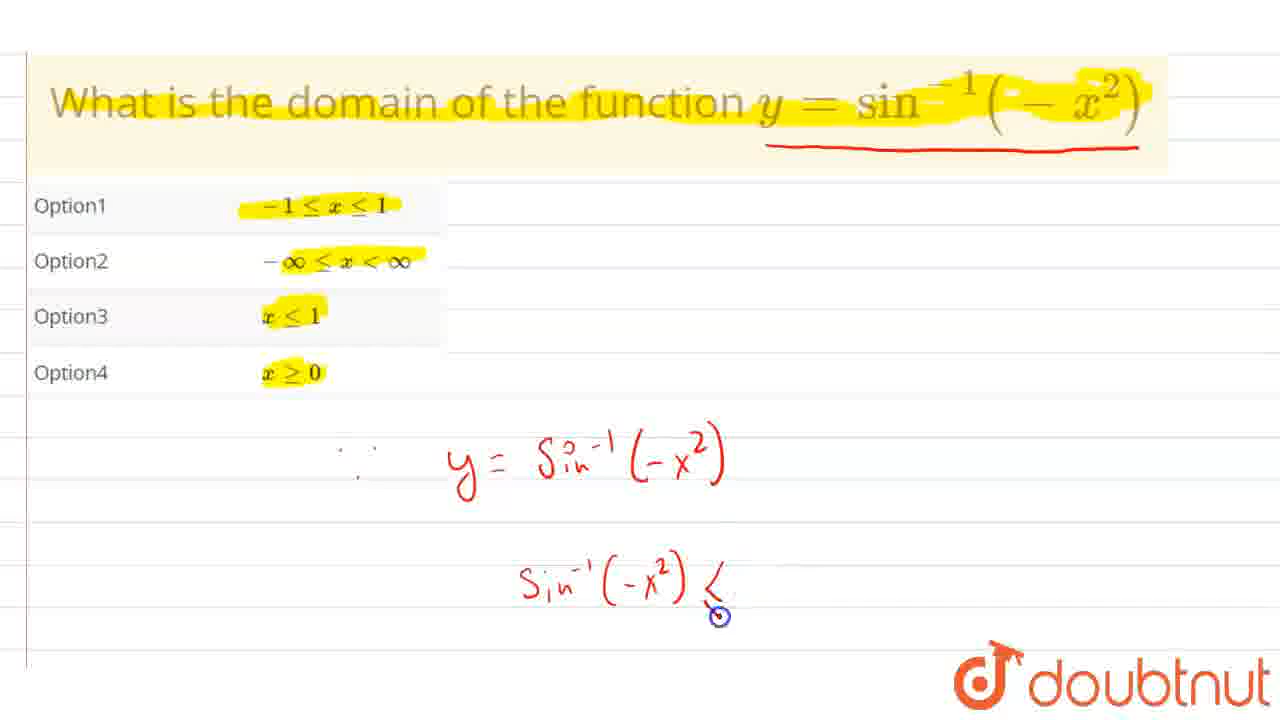 What is the domain of the function y = sin⁻¹(− x²)
Option1 −1 ≤ x ≤ 1
Option2 −∞ ≤ x < ∞
Option3 x ≤ 1
Option4 x ≥ 0
∵ y = Sin⁻¹(−x²)
Sin⁻¹(−x²) <
doubtnut